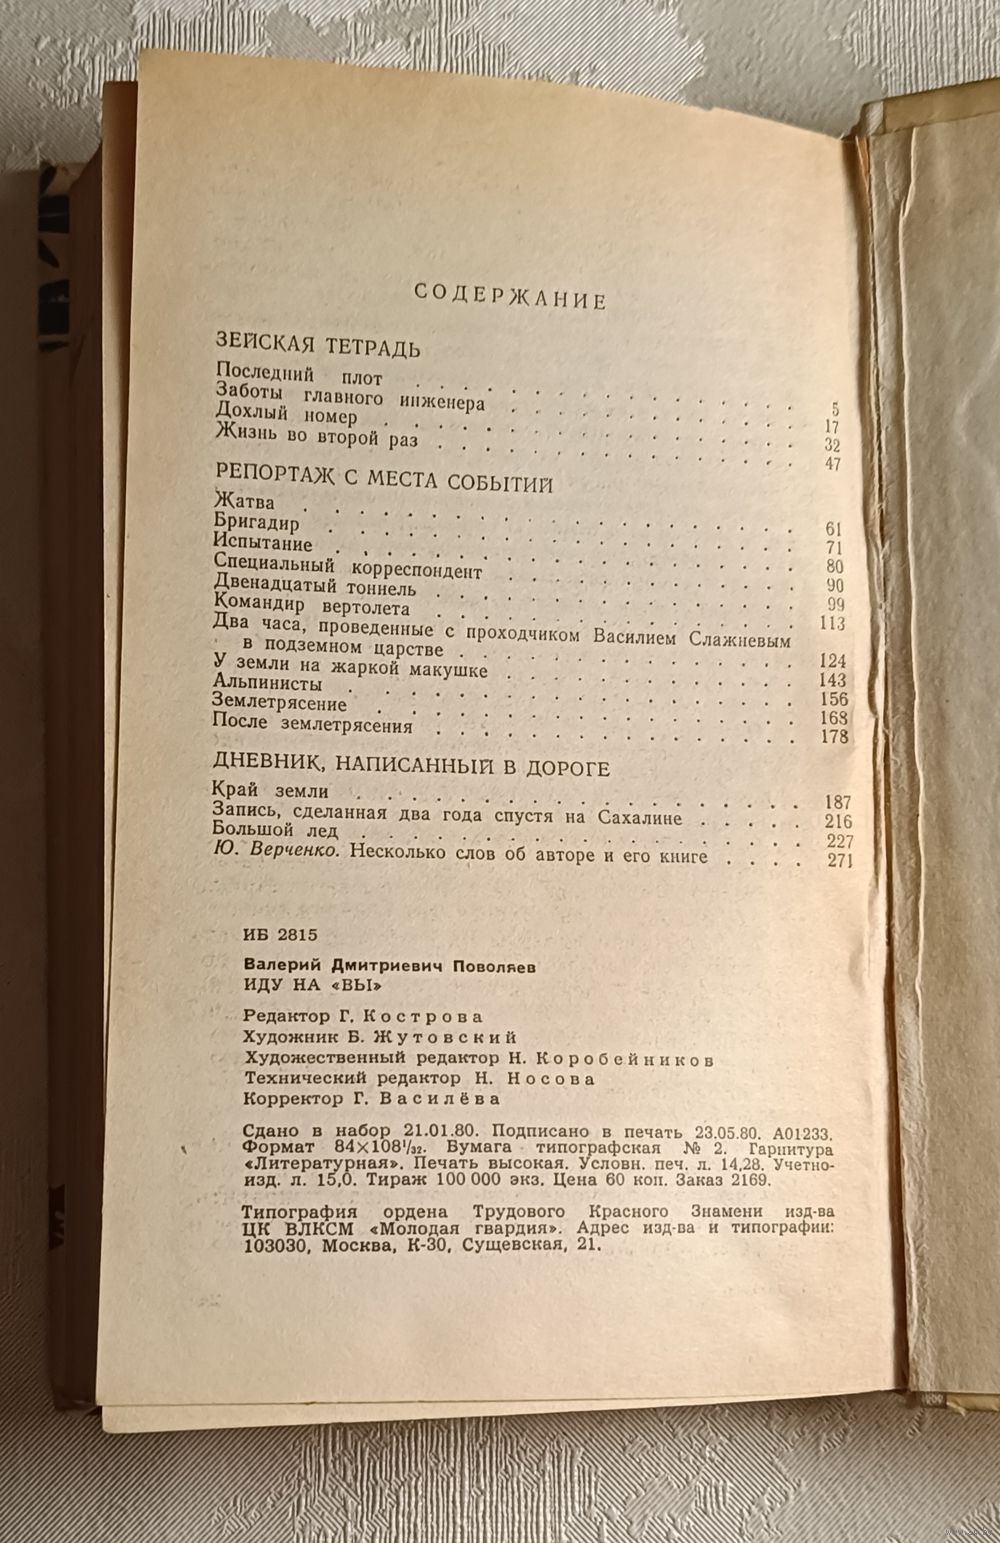 СОДЕРЖАНИЕ
ЗЕЙСКАЯ ТЕТРАДЬ
Последний плот . . . . . . . . . . . . . . . 5
Заботы главного инженера . . . . . . . . . . . . 17
Дохлый номер . . . . . . . . . . . . . . . . 32
Жизнь во второй раз . . . . . . . . . . . . . . 47
РЕПОРТАЖ С МЕСТА СОБЫТИЙ
Жатва . . . . . . . . . . . . . . . . . . 61
Бригадир . . . . . . . . . . . . . . . . . 71
Испытание . . . . . . . . . . . . . . . . . 80
Специальный корреспондент . . . . . . . . . . . . 90
Двенадцатый тоннель . . . . . . . . . . . . . . 99
Командир вертолета . . . . . . . . . . . . . . 113
Два часа, проведенные с проходчиком Василием Слажневым
в подземном царстве . . . . . . . . . . . . . 124
У земли на жаркой макушке . . . . . . . . . . . . 143
Альпинисты . . . . . . . . . . . . . . . . 156
Землетрясение . . . . . . . . . . . . . . . . 168
После землетрясения . . . . . . . . . . . . . . 178
ДНЕВНИК, НАПИСАННЫЙ В ДОРОГЕ
Край земли . . . . . . . . . . . . . . . . . 187
Запись, сделанная два года спустя на Сахалине . . . . . 216
Большой лед . . . . . . . . . . . . . . . . . 227
Ю. Верченко. Несколько слов об авторе и его книге . . . . 271
ИБ 2815
Валерий Дмитриевич Поволяев
ИДУ НА «ВЫ»
Редактор Г. Кострова
Художник Б. Жутовский
Художественный редактор Н. Коробейников
Технический редактор Н. Носова
Корректор Г. Василёва
Сдано в набор 21.01.80. Подписано в печать 23.05.80. А01233.
Формат 84×108¹/₃₂. Бумага типографская № 2. Гарнитура
«Литературная». Печать высокая. Условн. печ. л. 14,28. Учетно-
изд. л. 15,0. Тираж 100 000 экз. Цена 60 коп. Заказ 2169.
Типография ордена Трудового Красного Знамени изд-ва
ЦК ВЛКСМ «Молодая гвардия». Адрес изд-ва и типографии:
103030, Москва, К-30, Сущевская, 21.